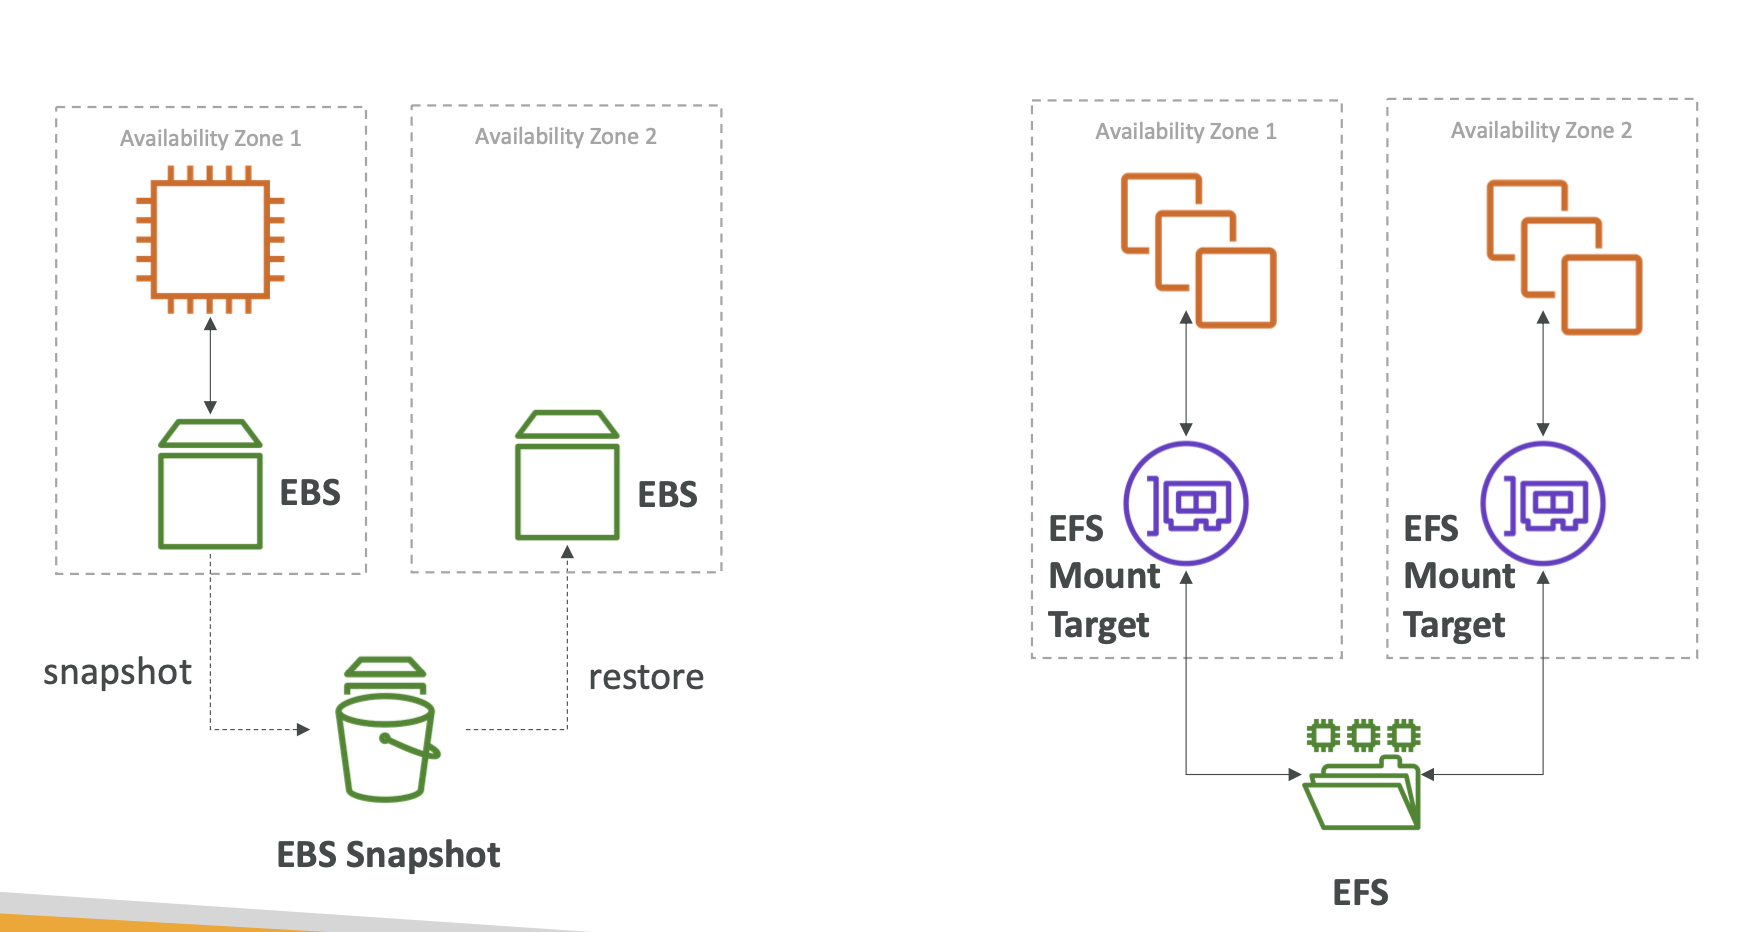 Availability Zone 1
Availability Zone 2
EBS
EBS
snapshot
restore
EBS Snapshot
Availability Zone 1
Availability Zone 2
EFS
Mount
Target
EFS
Mount
Target
EFS